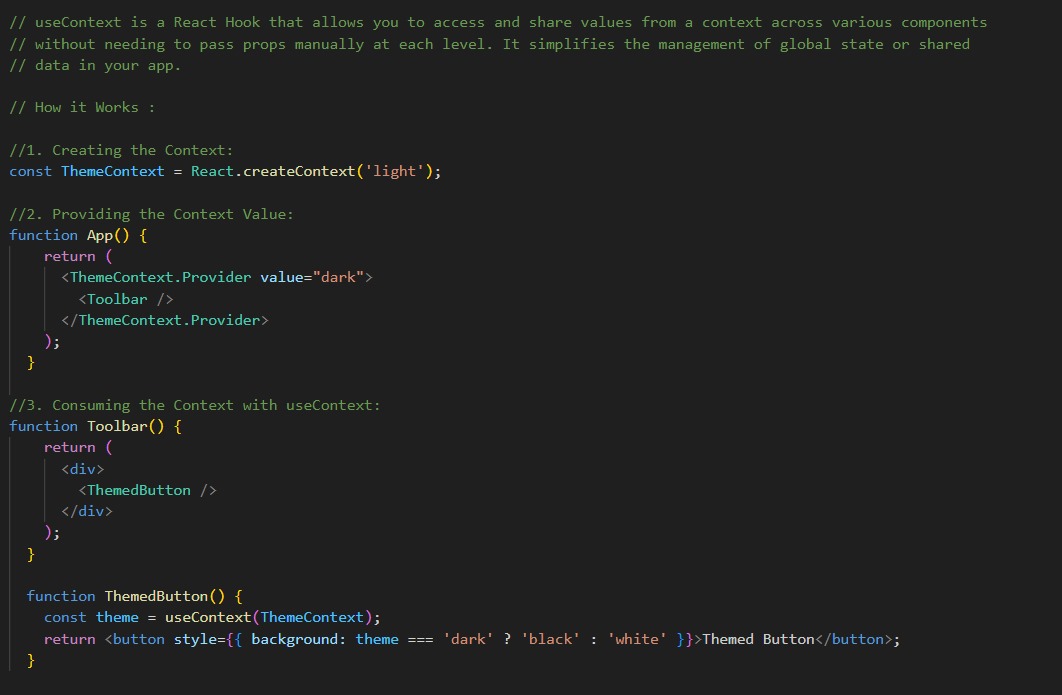 // useContext is a React Hook that allows you to access and share values from a context across various components
// without needing to pass props manually at each level. It simplifies the management of global state or shared
// data in your app.

// How it Works :

//1. Creating the Context:
const ThemeContext = React.createContext('light');

//2. Providing the Context Value:
function App() {
    return (
      <ThemeContext.Provider value="dark">
        <Toolbar />
      </ThemeContext.Provider>
    );
  }

//3. Consuming the Context with useContext:
function Toolbar() {
    return (
      <div>
        <ThemedButton />
      </div>
    );
  }

  function ThemedButton() {
    const theme = useContext(ThemeContext);
    return <button style={{ background: theme === 'dark' ? 'black' : 'white' }}>Themed Button</button>;
  }